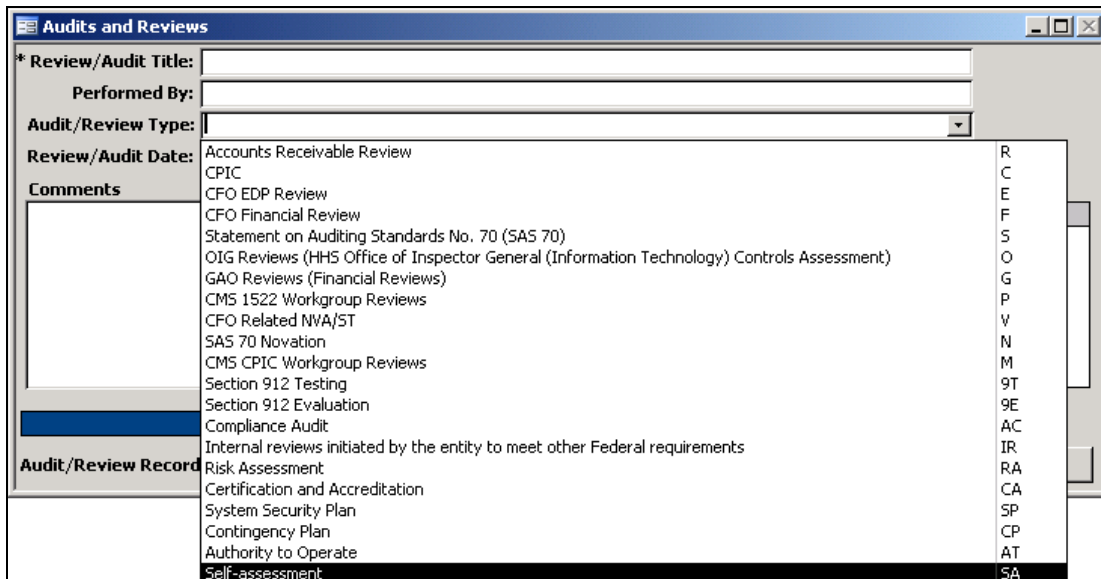 Audits and Reviews
* Review/Audit Title:
Performed By:
Audit/Review Type:
Review/Audit Date:
Comments
Accounts Receivable Review R
CPIC C
CFO EDP Review E
CFO Financial Review F
Statement on Auditing Standards No. 70 (SAS 70) S
OIG Reviews (HHS Office of Inspector General (Information Technology) Controls Assessment) O
GAO Reviews (Financial Reviews) G
CMS 1522 Workgroup Reviews P
CFO Related NVA/ST V
SAS 70 Novation N
CMS CPIC Workgroup Reviews M
Section 912 Testing 9T
Section 912 Evaluation 9E
Compliance Audit AC
Internal reviews initiated by the entity to meet other Federal requirements IR
Audit/Review Record
Risk Assessment RA
Certification and Accreditation CA
System Security Plan SP
Contingency Plan CP
Authority to Operate AT
Self-assessment SA